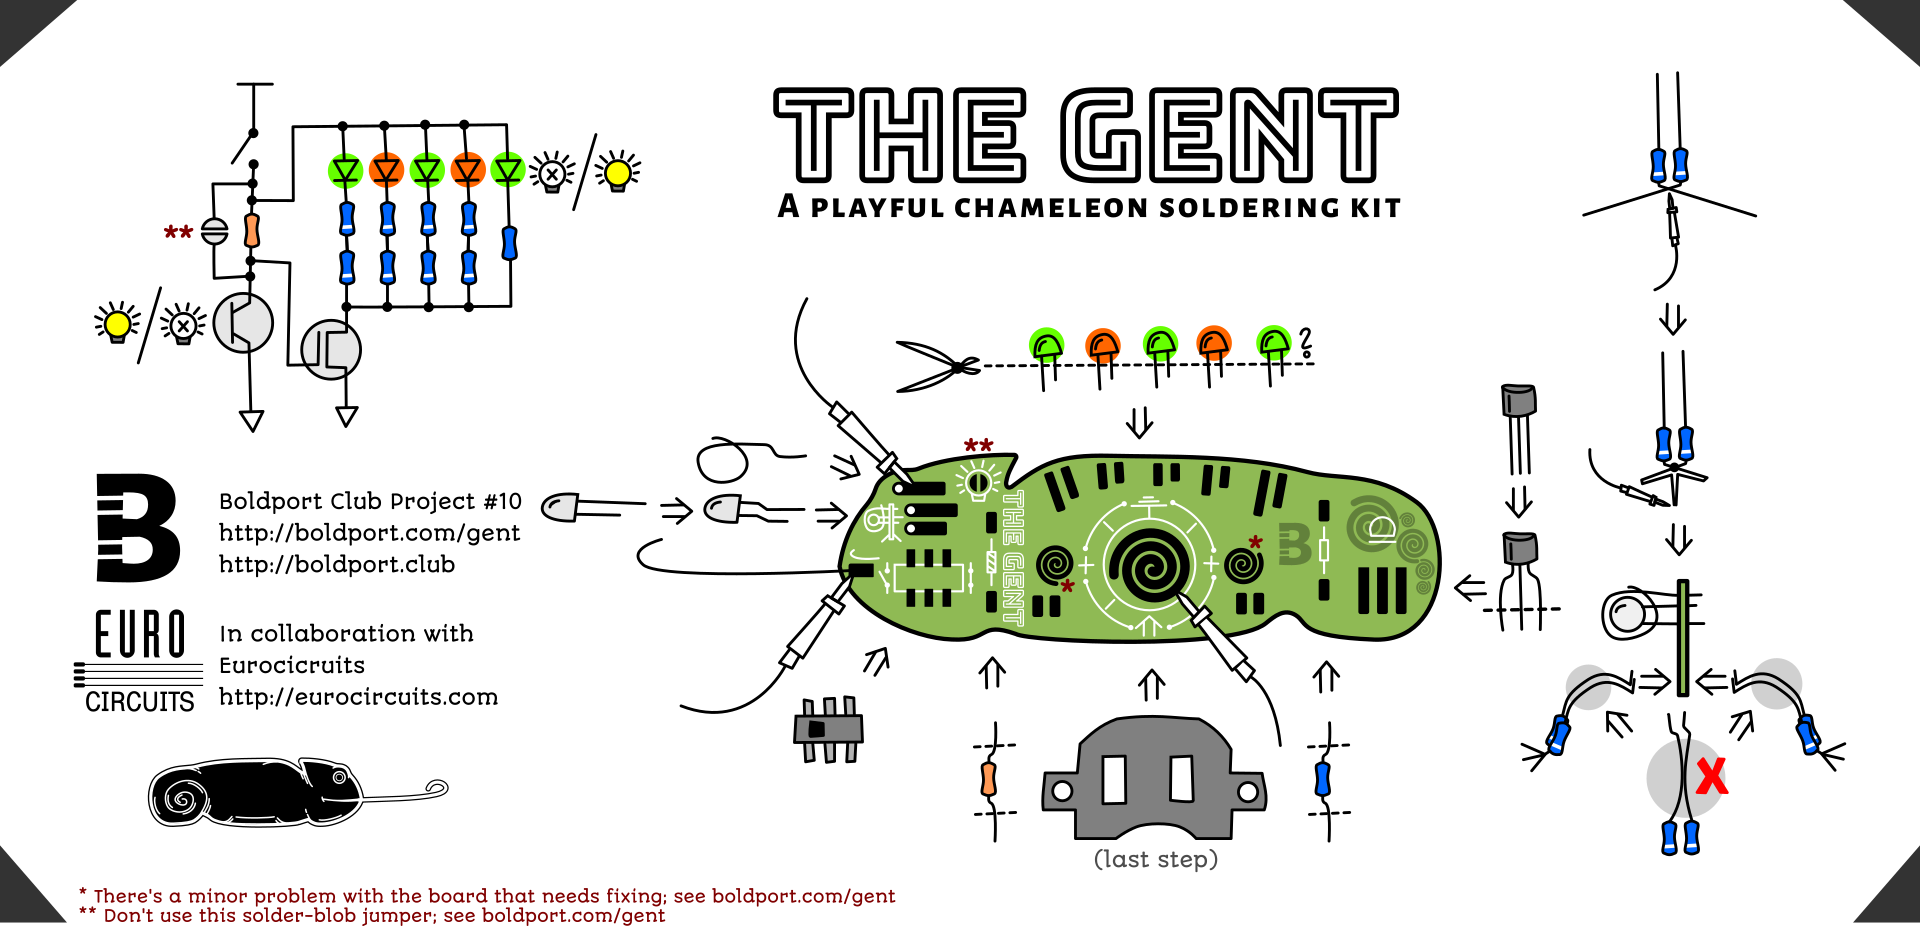 THE GENT
A PLAYFUL CHAMELEON SOLDERING KIT
**
?
**
THE GENT
*
*
B
B
Boldport Club Project #10
http://boldport.com/gent
http://boldport.club
EURO
CIRCUITS
In collaboration with
Eurocicruits
http://eurocircuits.com
X
(last step)
* There's a minor problem with the board that needs fixing; see boldport.com/gent
** Don't use this solder-blob jumper; see boldport.com/gent